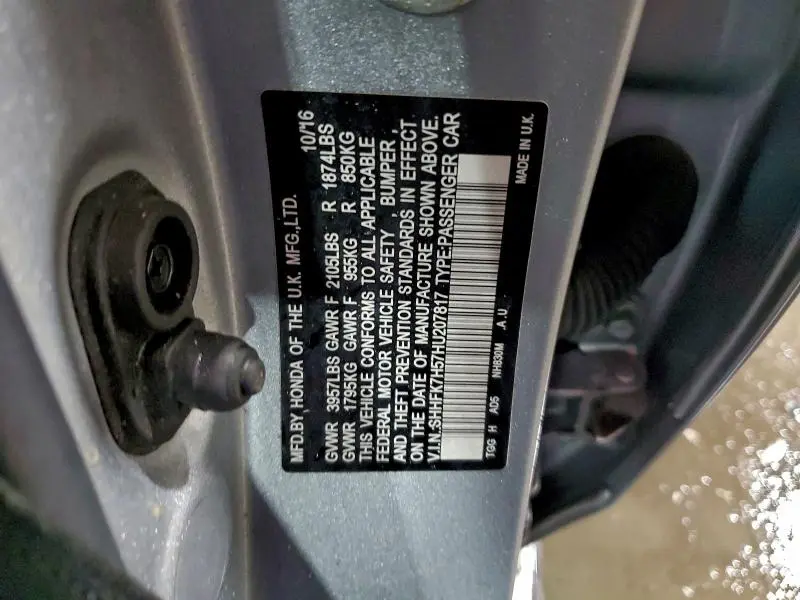 MFD.BY HONDA OF THE U.K. MFG.,LTD. 10/16
GVWR 3957LBS GAWR F 2105LBS R 1874LBS
GVWR 1795KG GAWR F 955KG R 850KG
THIS VEHICLE CONFORMS TO ALL APPLICABLE
FEDERAL MOTOR VEHICLE SAFETY , BUMPER ,
AND THEFT PREVENTION STANDARDS IN EFFECT
ON THE DATE OF MANUFACTURE SHOWN ABOVE.
V.I.N.:SHHFK7H57HU207817 TYPE:PASSENGER CAR
TGG H AD5 NH830M .A.U. MADE IN U.K.